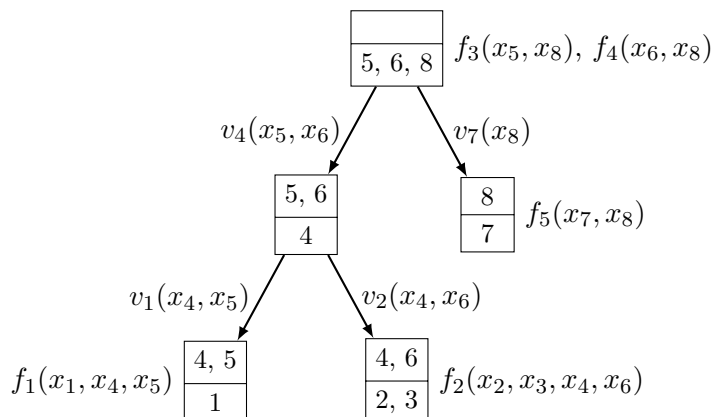 f₃(x₅, x₈), f₄(x₆, x₈)
5, 6, 8
v₄(x₅, x₆)
v₇(x₈)
5, 6
4
8
7
f₅(x₇, x₈)
v₁(x₄, x₅)
v₂(x₄, x₆)
f₁(x₁, x₄, x₅)
4, 5
1
4, 6
2, 3
f₂(x₂, x₃, x₄, x₆)